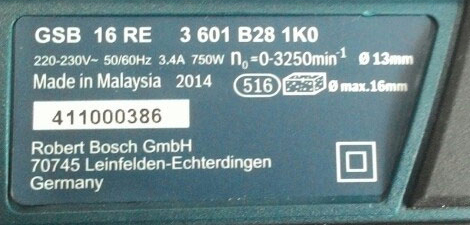 GSB 16 RE 3 601 B28 1K0
220-230V~ 50/60Hz 3.4A 750W n₀=0-3250min⁻¹ Ø 13mm
Made in Malaysia 2014 516 Ø max.16mm
411000386
Robert Bosch GmbH
70745 Leinfelden-Echterdingen
Germany